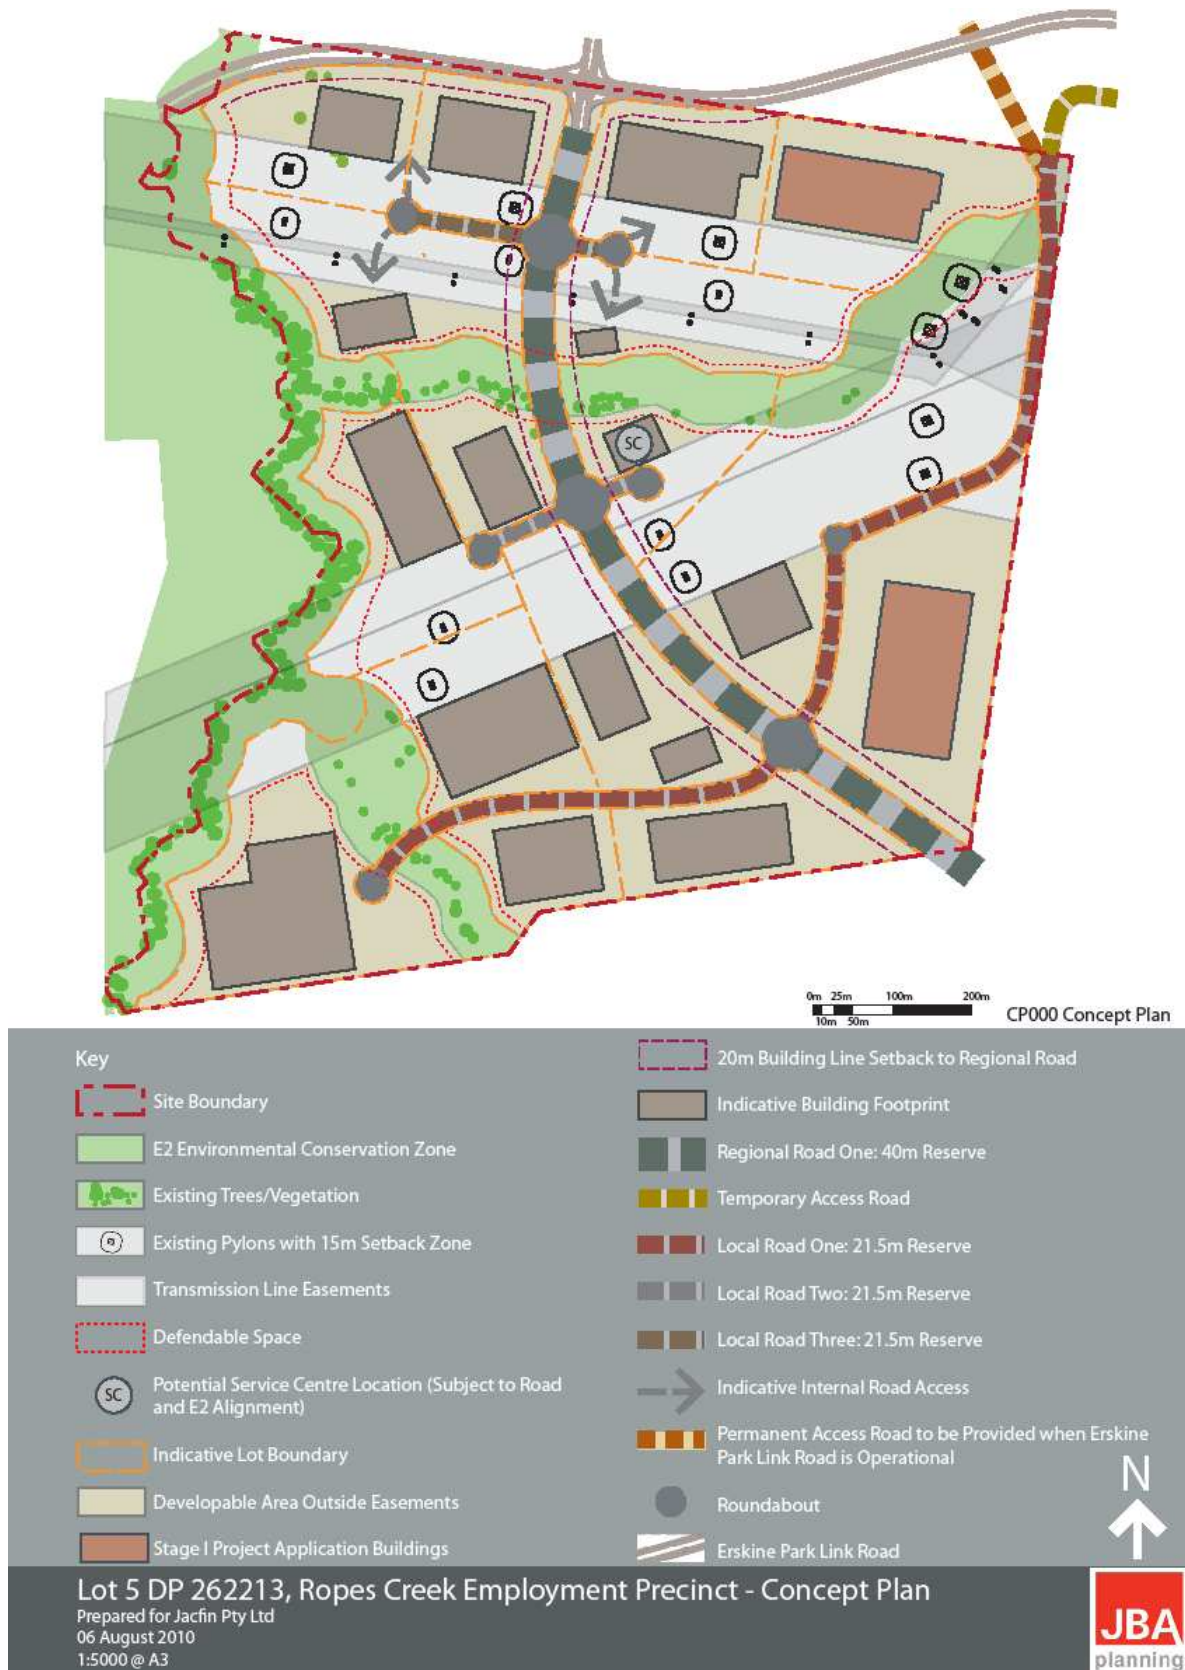 SC
0m 25m 100m 200m
10m 50m
CP000 Concept Plan
Key
Site Boundary
E2 Environmental Conservation Zone
Existing Trees/Vegetation
Existing Pylons with 15m Setback Zone
Transmission Line Easements
Defendable Space
SC
Potential Service Centre Location (Subject to Road
and E2 Alignment)
Indicative Lot Boundary
Developable Area Outside Easements
Stage I Project Application Buildings
20m Building Line Setback to Regional Road
Indicative Building Footprint
Regional Road One: 40m Reserve
Temporary Access Road
Local Road One: 21.5m Reserve
Local Road Two: 21.5m Reserve
Local Road Three: 21.5m Reserve
Indicative Internal Road Access
Permanent Access Road to be Provided when Erskine
Park Link Road is Operational
Roundabout
Erskine Park Link Road
N
Lot 5 DP 262213, Ropes Creek Employment Precinct - Concept Plan
Prepared for Jacfin Pty Ltd
06 August 2010
1:5000 @ A3
JBA
planning